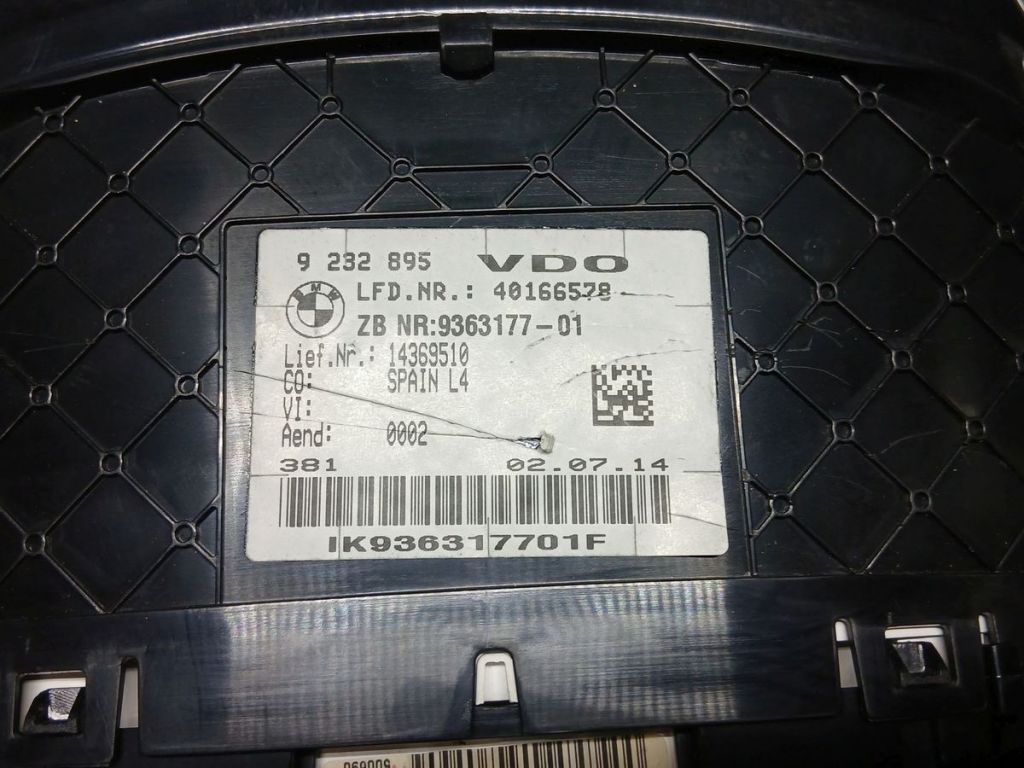 9 232 895 VDO
BMW
LFD.NR.: 40166578
ZB NR:9363177-01
Lief.Nr.: 14369510
CO: SPAIN L4
VI:
Aend: 0002
381 02.07.14
IK936317701F